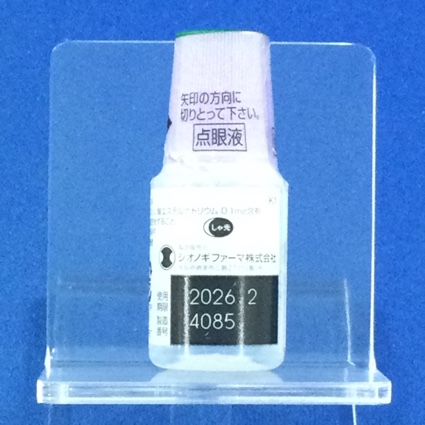 矢印の方向に
切りとって下さい。
点眼液
しゃ光
シオノギファーマ株式会社
使用
期限
2026.2
製造
番号
4085